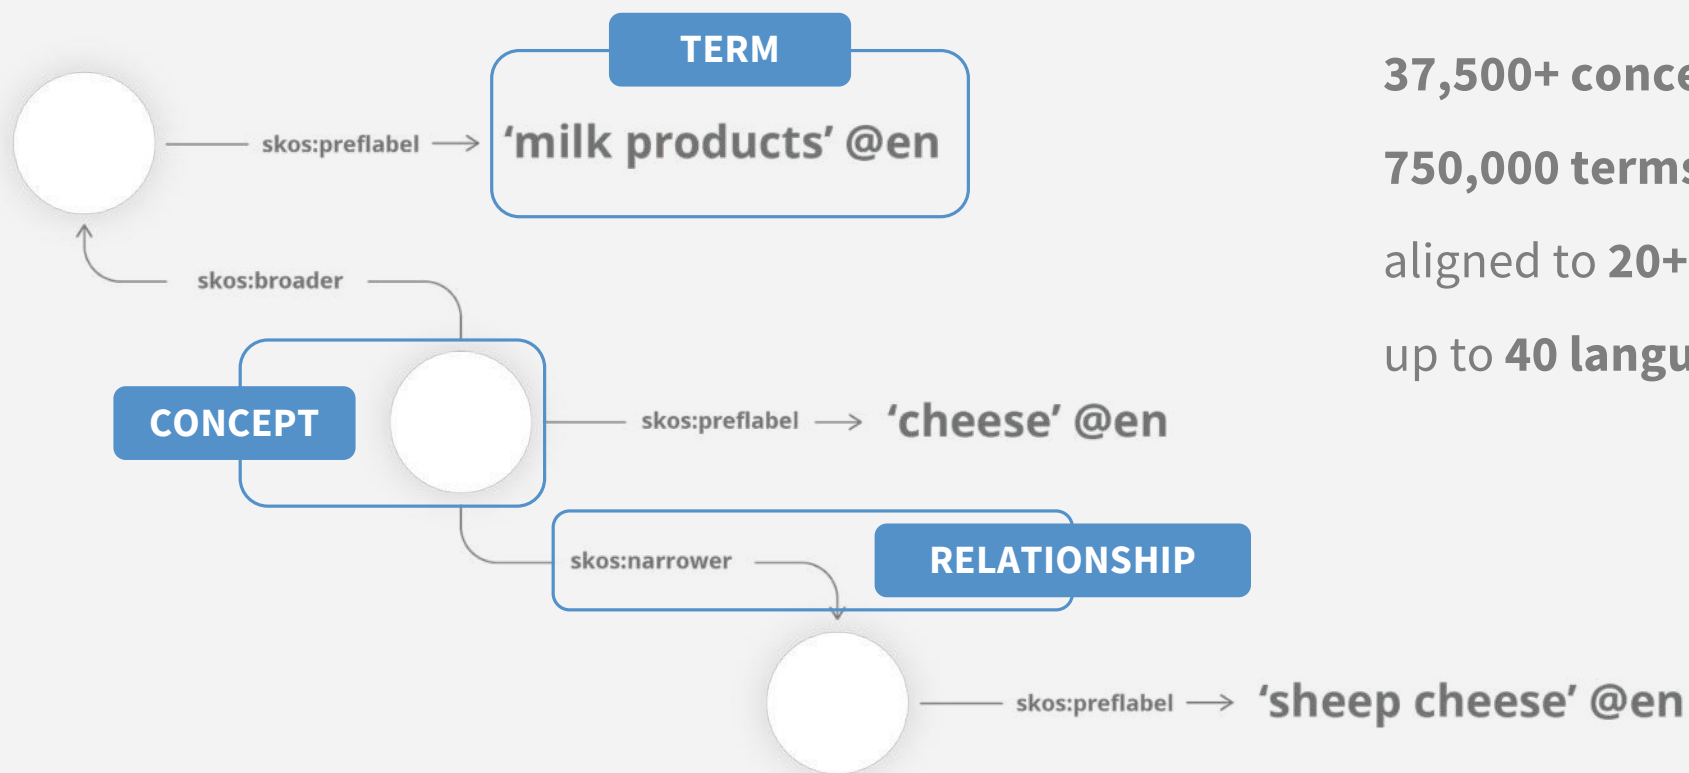 TERM
skos:preflabel
‘milk products’ @en
skos:broader
CONCEPT
skos:preflabel
‘cheese’ @en
skos:narrower
RELATIONSHIP
skos:preflabel
‘sheep cheese’ @en
37,500+
750,000 terms
aligned to 20+
up to 40